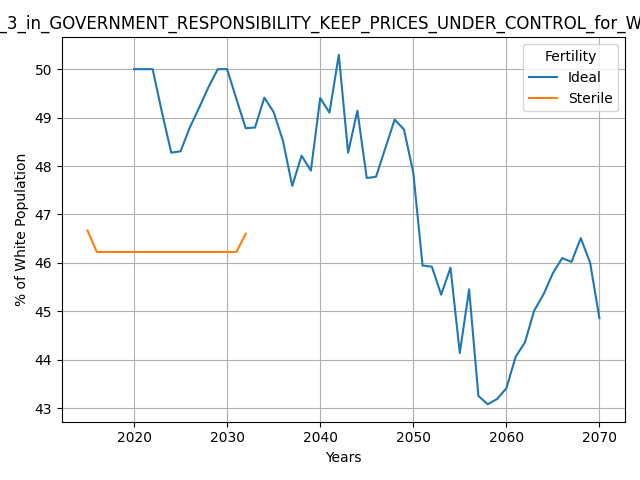 _3_in_GOVERNMENT_RESPONSIBILITY_KEEP_PRICES_UNDER_CONTROL_for_W
Fertility
Ideal
Sterile
% of White Population
50
49
48
47
46
45
44
43
2020 2030 2040 2050 2060 2070
Years